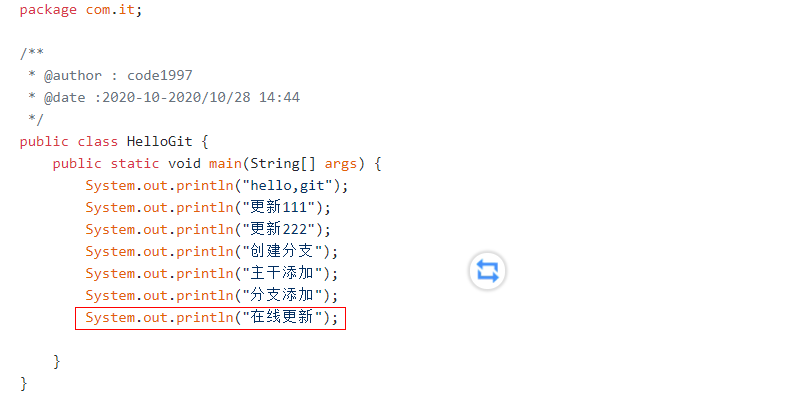 package com.it;
/**
 * @author : code1997
 * @date :2020-10-2020/10/28 14:44
 */
public class HelloGit {
    public static void main(String[] args) {
        System.out.println("hello,git");
        System.out.println("更新111");
        System.out.println("更新222");
        System.out.println("创建分支");
        System.out.println("主干添加");
        System.out.println("分支添加");
        System.out.println("在线更新");
    }
}